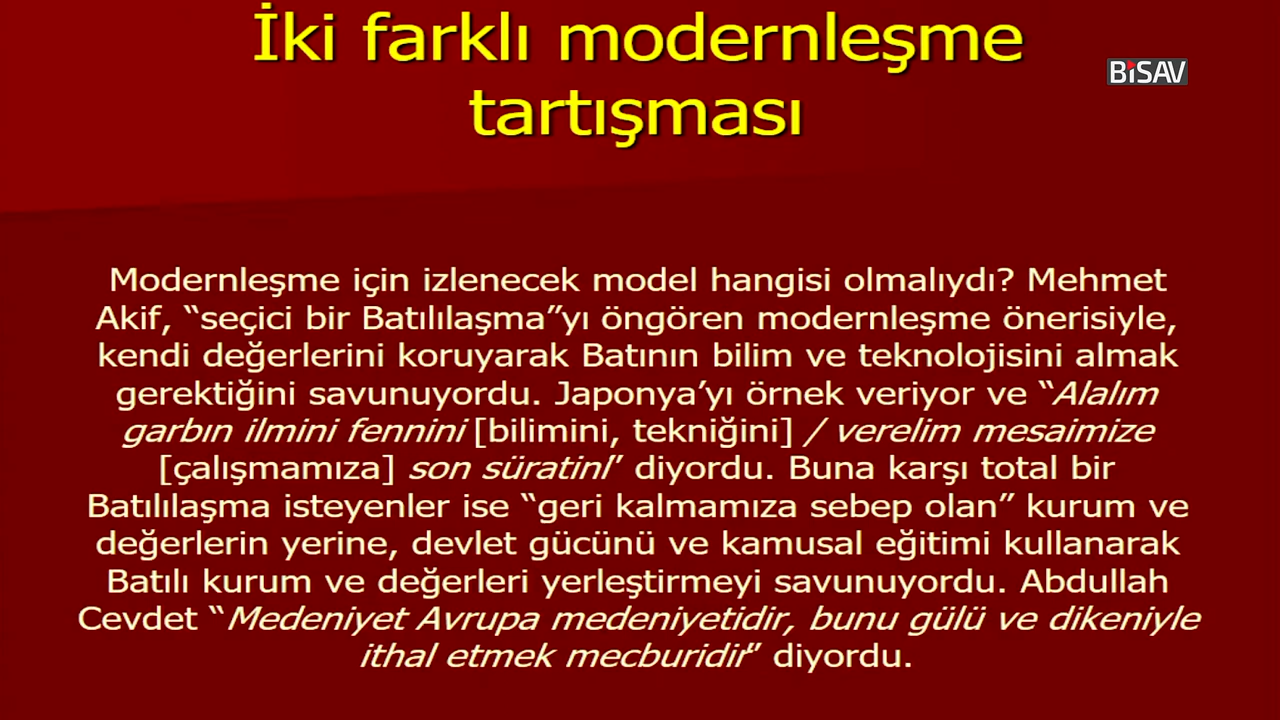 İki farklı modernleşme
tartışması
BİSAV
Modernleşme için izlenecek model hangisi olmalıydı? Mehmet
Akif, “seçici bir Batılılaşma”yı öngören modernleşme önerisiyle,
kendi değerlerini koruyarak Batının bilim ve teknolojisini almak
gerektiğini savunuyordu. Japonya’yı örnek veriyor ve “Alalım
garbın ilmini fennini [bilimini, tekniğini] / verelim mesaimize
[çalışmamıza] son süratini” diyordu. Buna karşı total bir
Batılılaşma isteyenler ise “geri kalmamıza sebep olan” kurum ve
değerlerin yerine, devlet gücünü ve kamusal eğitimi kullanarak
Batılı kurum ve değerleri yerleştirmeyi savunuyordu. Abdullah
Cevdet “Medeniyet Avrupa medeniyetidir, bunu gülü ve dikeniyle
ithal etmek mecburidir” diyordu.